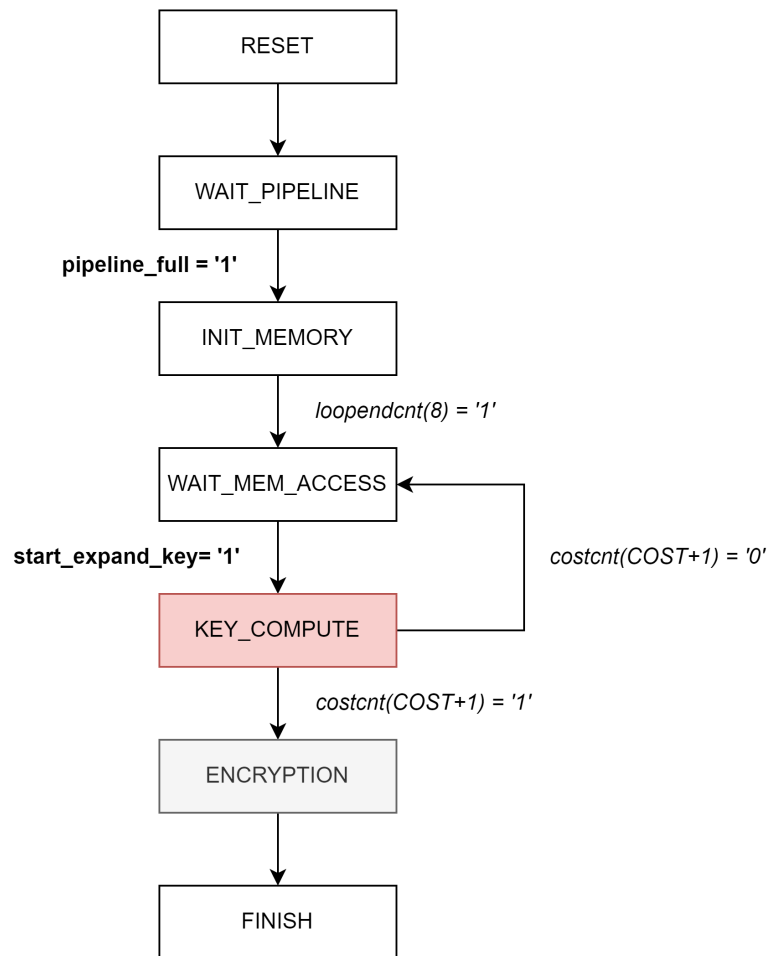 RESET
WAIT_PIPELINE
pipeline_full = '1'
INIT_MEMORY
loopendcnt(8) = '1'
WAIT_MEM_ACCESS
start_expand_key= '1'
costcnt(COST+1) = '0'
KEY_COMPUTE
costcnt(COST+1) = '1'
ENCRYPTION
FINISH